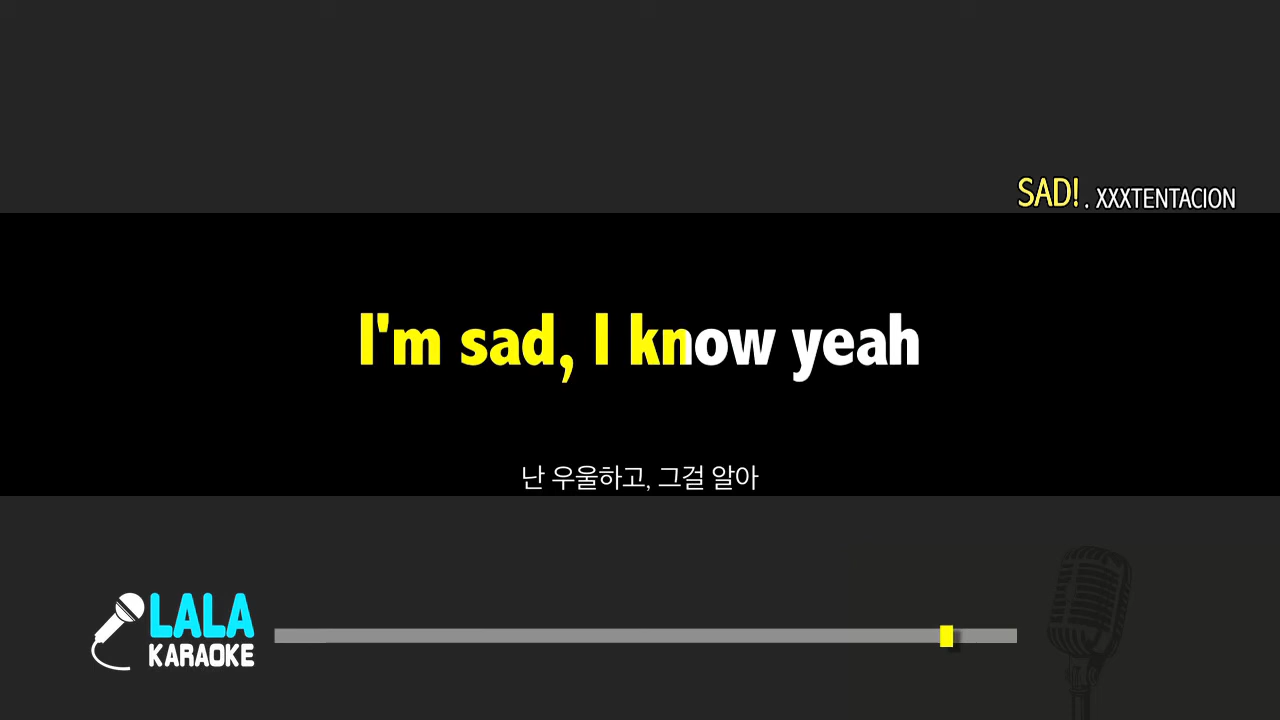 SAD! . XXXTENTACION
I'm sad, I know yeah
난 우울하고, 그걸 알아
LALA
KARAOKE